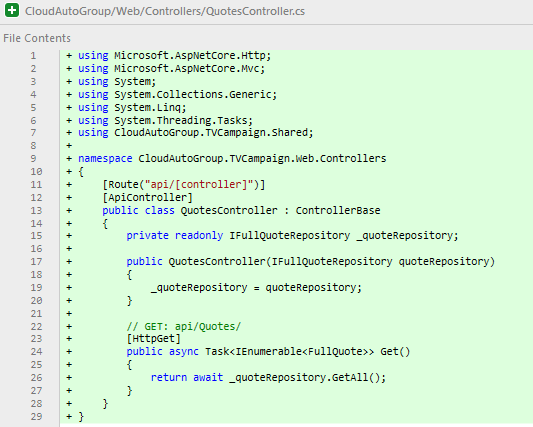 CloudAutoGroup/Web/Controllers/QuotesController.cs
File Contents
1 + using Microsoft.AspNetCore.Http;
2 + using Microsoft.AspNetCore.Mvc;
3 + using System;
4 + using System.Collections.Generic;
5 + using System.Linq;
6 + using System.Threading.Tasks;
7 + using CloudAutoGroup.TVCampaign.Shared;
8 +
9 + namespace CloudAutoGroup.TVCampaign.Web.Controllers
10 + {
11 +     [Route("api/[controller]")]
12 +     [ApiController]
13 +     public class QuotesController : ControllerBase
14 +     {
15 +         private readonly IFullQuoteRepository _quoteRepository;
16 +
17 +         public QuotesController(IFullQuoteRepository quoteRepository)
18 +         {
19 +             _quoteRepository = quoteRepository;
20 +         }
21 +
22 +         // GET: api/Quotes/
23 +         [HttpGet]
24 +         public async Task<IEnumerable<FullQuote>> Get()
25 +         {
26 +             return await _quoteRepository.GetAll();
27 +         }
28 +     }
29 + }